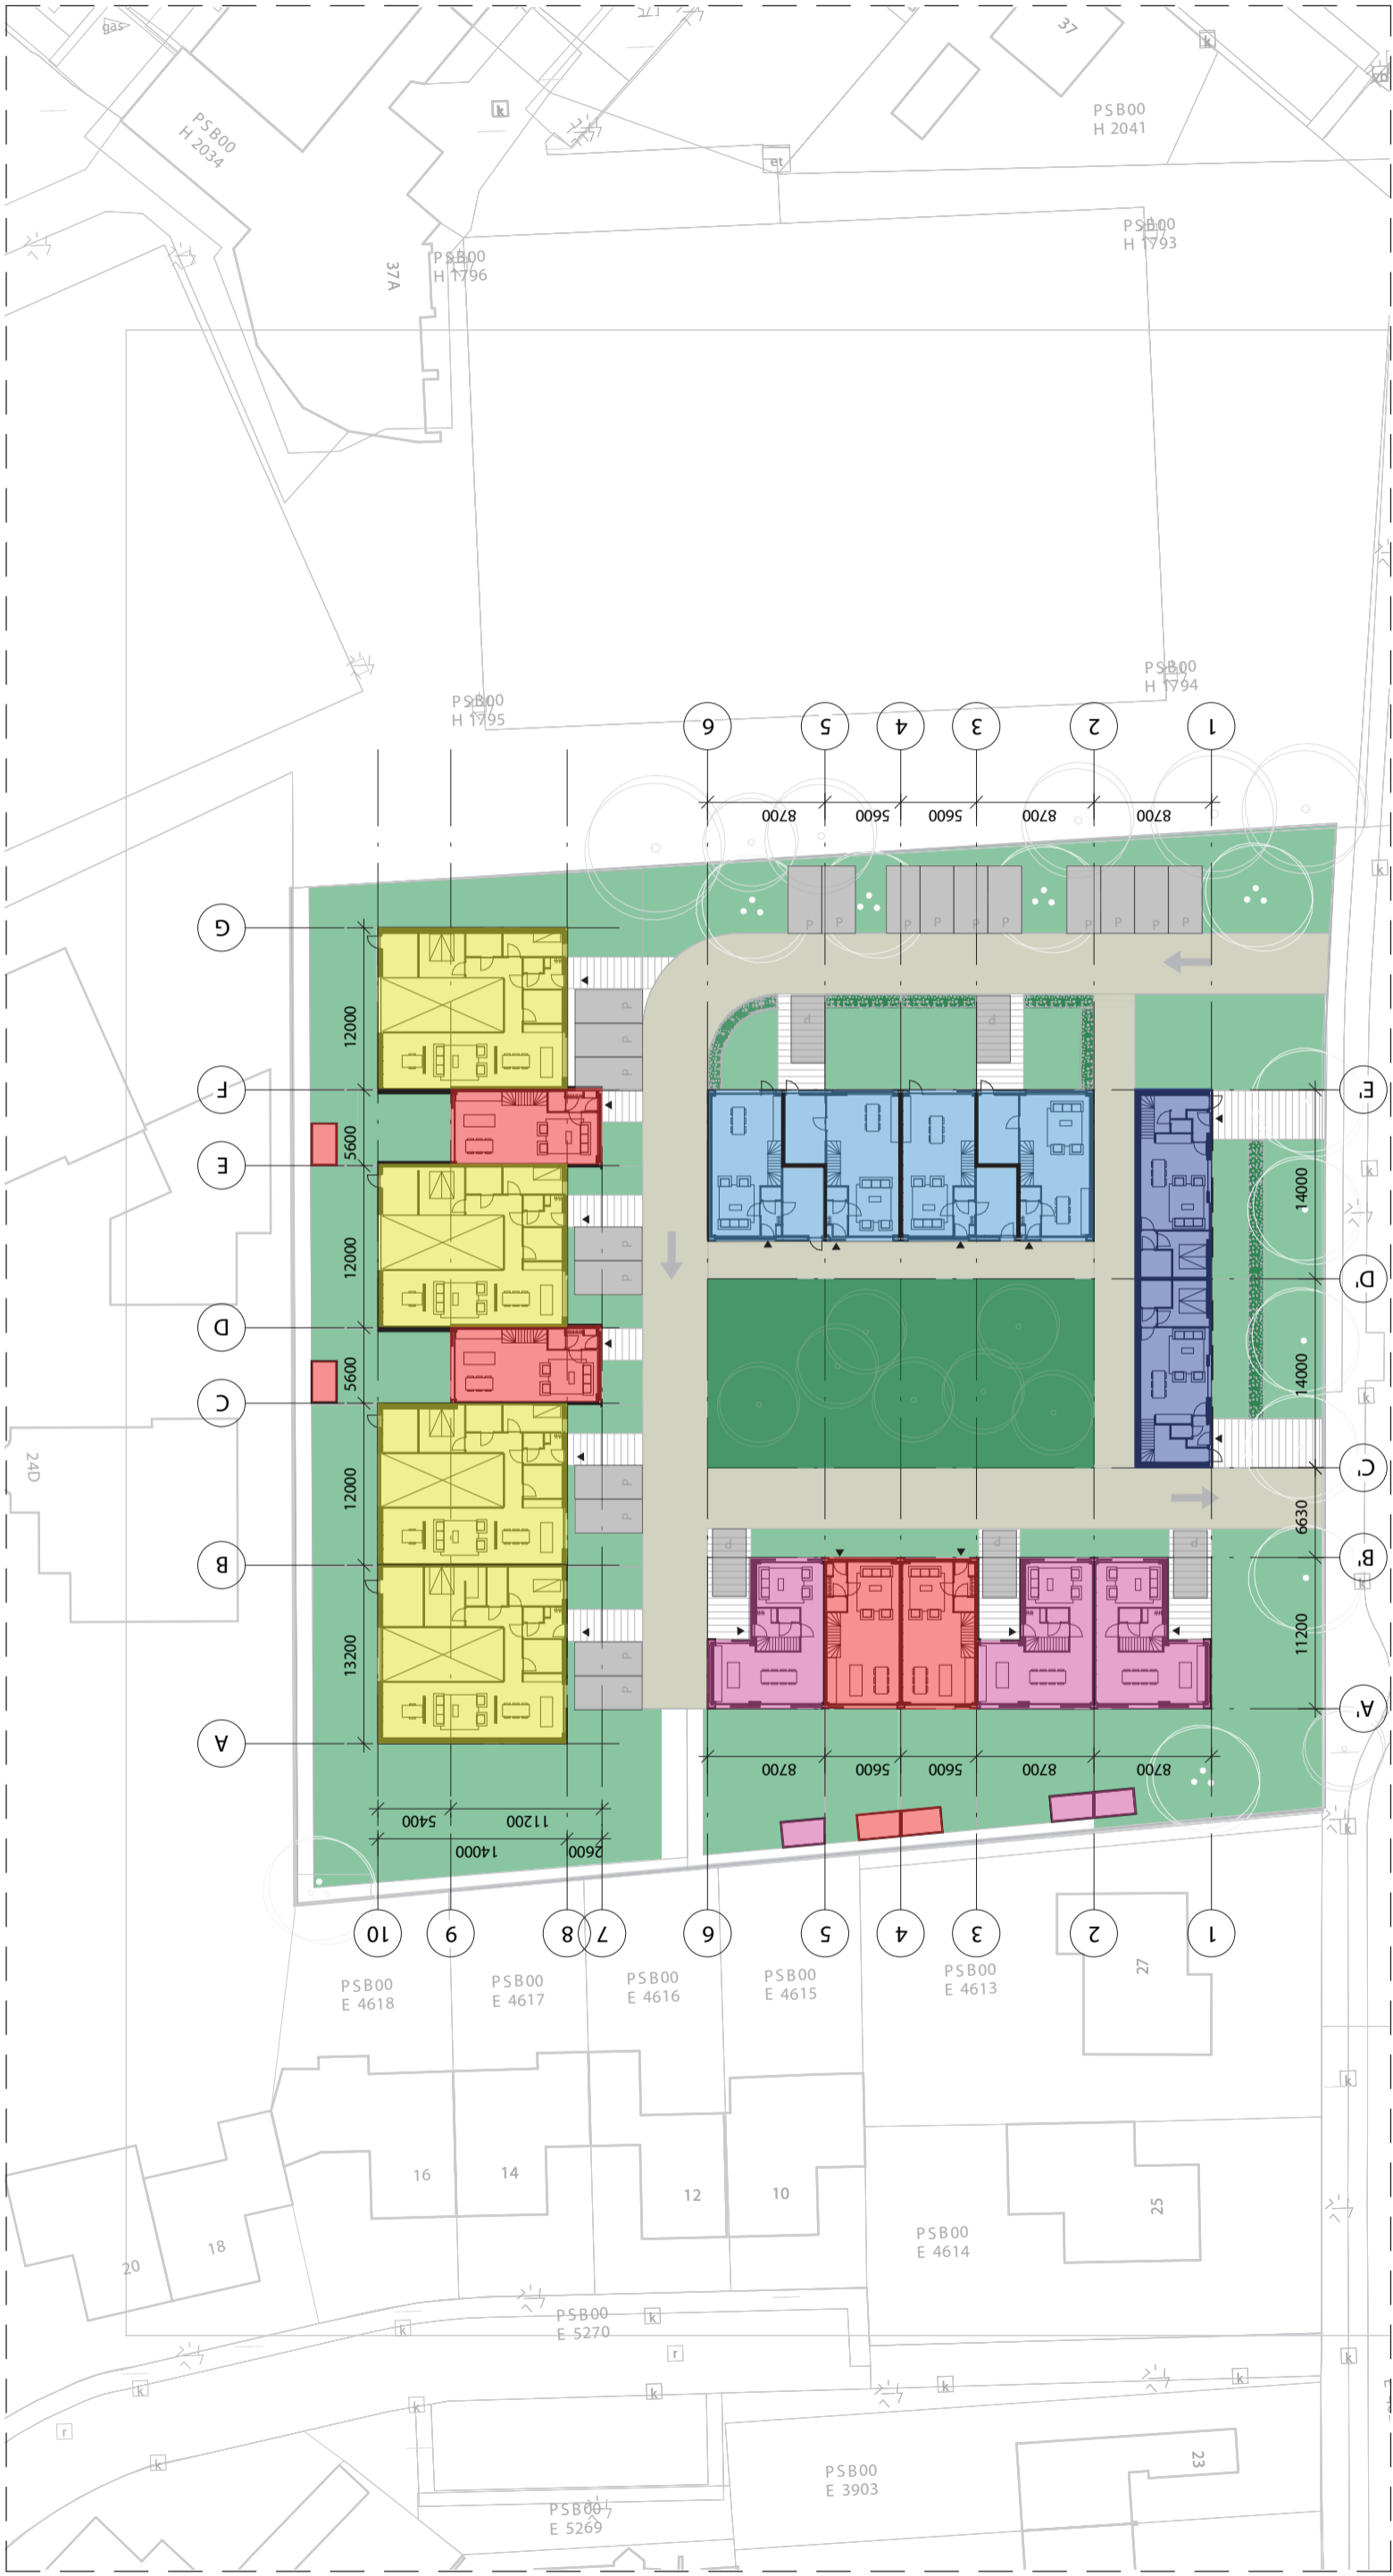 gas
37
k
PSB00
H 2034
k
PSB00
H 2041
et
PSB00
H 1793
37A
PSB00
H 1796
PSB00
H 1794
PSB00
H 1795
6
5
4
3
2
1
8700
5600
5600
8700
8700
k
P
P
P
P
P
P
P
P
P
P
G
12000
P
P
P
P
P
F
E'
5600
E
k
14000
12000
P
P
D
D'
5600
14000
k
C
C'
24D
12000
P
P
6630
P
P
P
B
B'
k
13200
11200
P
P
A
A'
8700
5600
5600
8700
8700
5400
11200
14000
2600
k
10
9
8
7
6
5
4
3
2
1
27
PSB00
E 4618
PSB00
E 4617
PSB00
E 4616
PSB00
E 4615
PSB00
E 4613
k
16
14
12
10
25
18
20
PSB00
E 4614
PSB00
E 5270
k
k
r
k
k
k
k
k
k
k
r
k
23
PSB00
E 3903
PSB00
E 5269